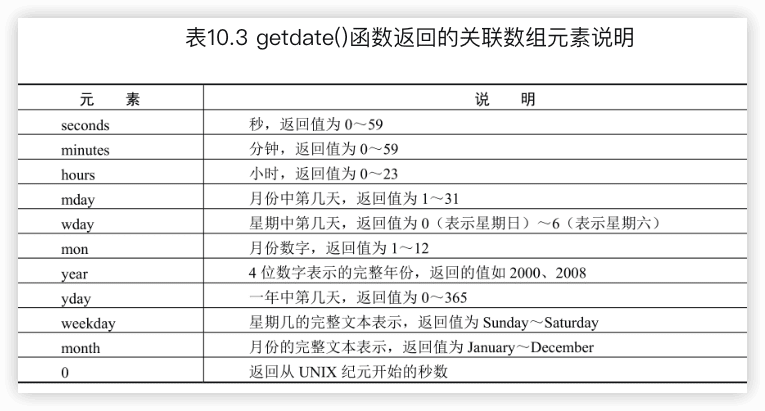 表10.3 getdate()函数返回的关联数组元素说明
元 素 说 明
seconds 秒，返回值为 0～59
minutes 分钟，返回值为 0～59
hours 小时，返回值为 0～23
mday 月份中第几天，返回值为 1～31
wday 星期中第几天，返回值为 0（表示星期日）～6（表示星期六）
mon 月份数字，返回值为 1～12
year 4 位数字表示的完整年份，返回的值如 2000、2008
yday 一年中第几天，返回值为 0～365
weekday 星期几的完整文本表示，返回值为 Sunday～Saturday
month 月份的完整文本表示，返回值为 January～December
0 返回从 UNIX 纪元开始的秒数